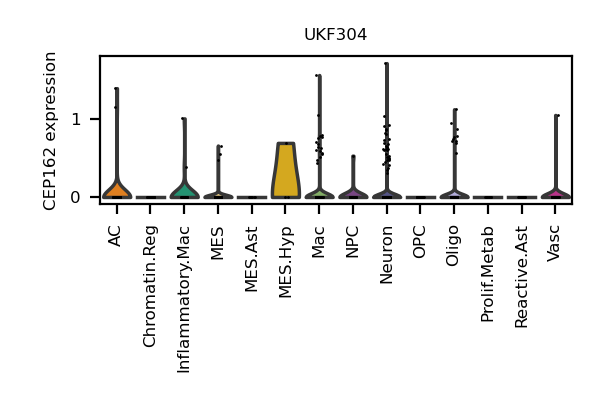 UKF304
CEP162 expression
1
0
AC
Chromatin.Reg
Inflammatory.Mac
MES
MES.Ast
MES.Hyp
Mac
NPC
Neuron
OPC
Oligo
Prolif.Metab
Reactive.Ast
Vasc